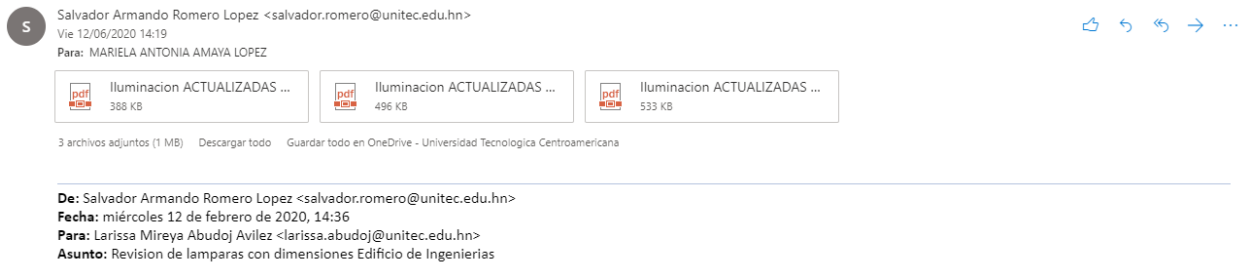 S
Salvador Armando Romero Lopez <salvador.romero@unitec.edu.hn>
Vie 12/06/2020 14:19
Para: MARIELA ANTONIA AMAYA LOPEZ
pdf
Iluminacion ACTUALIZADAS ...
388 KB
pdf
Iluminacion ACTUALIZADAS ...
496 KB
pdf
Iluminacion ACTUALIZADAS ...
533 KB
3 archivos adjuntos (1 MB) Descargar todo Guardar todo en OneDrive - Universidad Tecnologica Centroamericana
De: Salvador Armando Romero Lopez <salvador.romero@unitec.edu.hn>
Fecha: miércoles 12 de febrero de 2020, 14:36
Para: Larissa Mireya Abudoj Avilez <larissa.abudoj@unitec.edu.hn>
Asunto: Revision de lamparas con dimensiones Edificio de Ingenierias